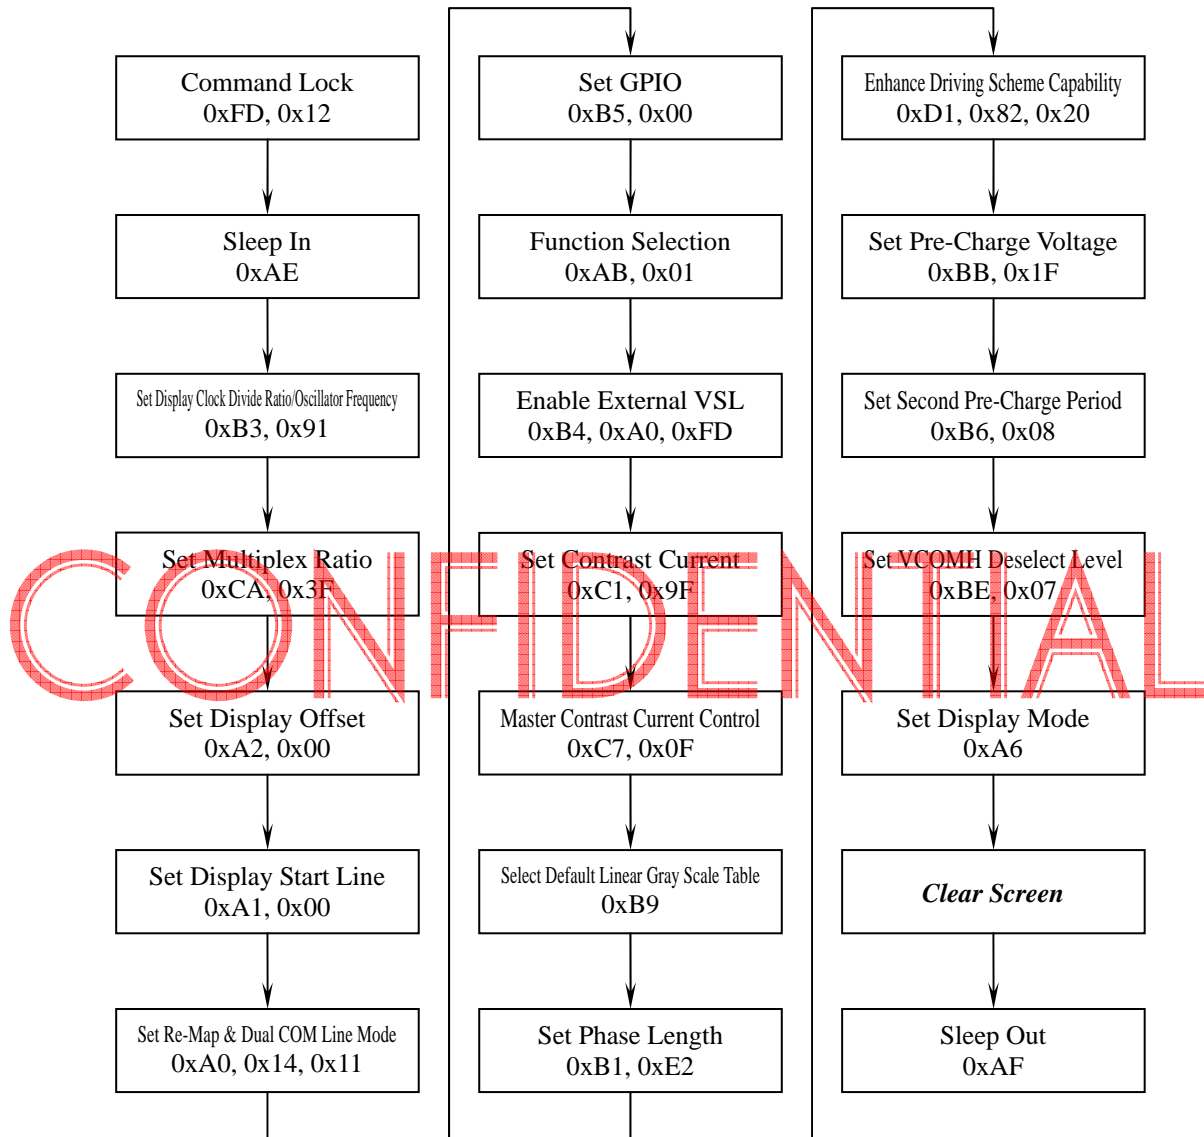 Command Lock
0xFD, 0x12
Sleep In
0xAE
Set Display Clock Divide Ratio/Oscillator Frequency
0xB3, 0x91
Set Multiplex Ratio
0xCA, 0x3F
Set Display Offset
0xA2, 0x00
Set Display Start Line
0xA1, 0x00
Set Re-Map & Dual COM Line Mode
0xA0, 0x14, 0x11
Set GPIO
0xB5, 0x00
Function Selection
0xAB, 0x01
Enable External VSL
0xB4, 0xA0, 0xFD
Set Contrast Current
0xC1, 0x9F
Master Contrast Current Control
0xC7, 0x0F
Select Default Linear Gray Scale Table
0xB9
Set Phase Length
0xB1, 0xE2
Enhance Driving Scheme Capability
0xD1, 0x82, 0x20
Set Pre-Charge Voltage
0xBB, 0x1F
Set Second Pre-Charge Period
0xB6, 0x08
Set VCOMH Deselect Level
0xBE, 0x07
Set Display Mode
0xA6
Clear Screen
Sleep Out
0xAF
CONFIDENTIAL